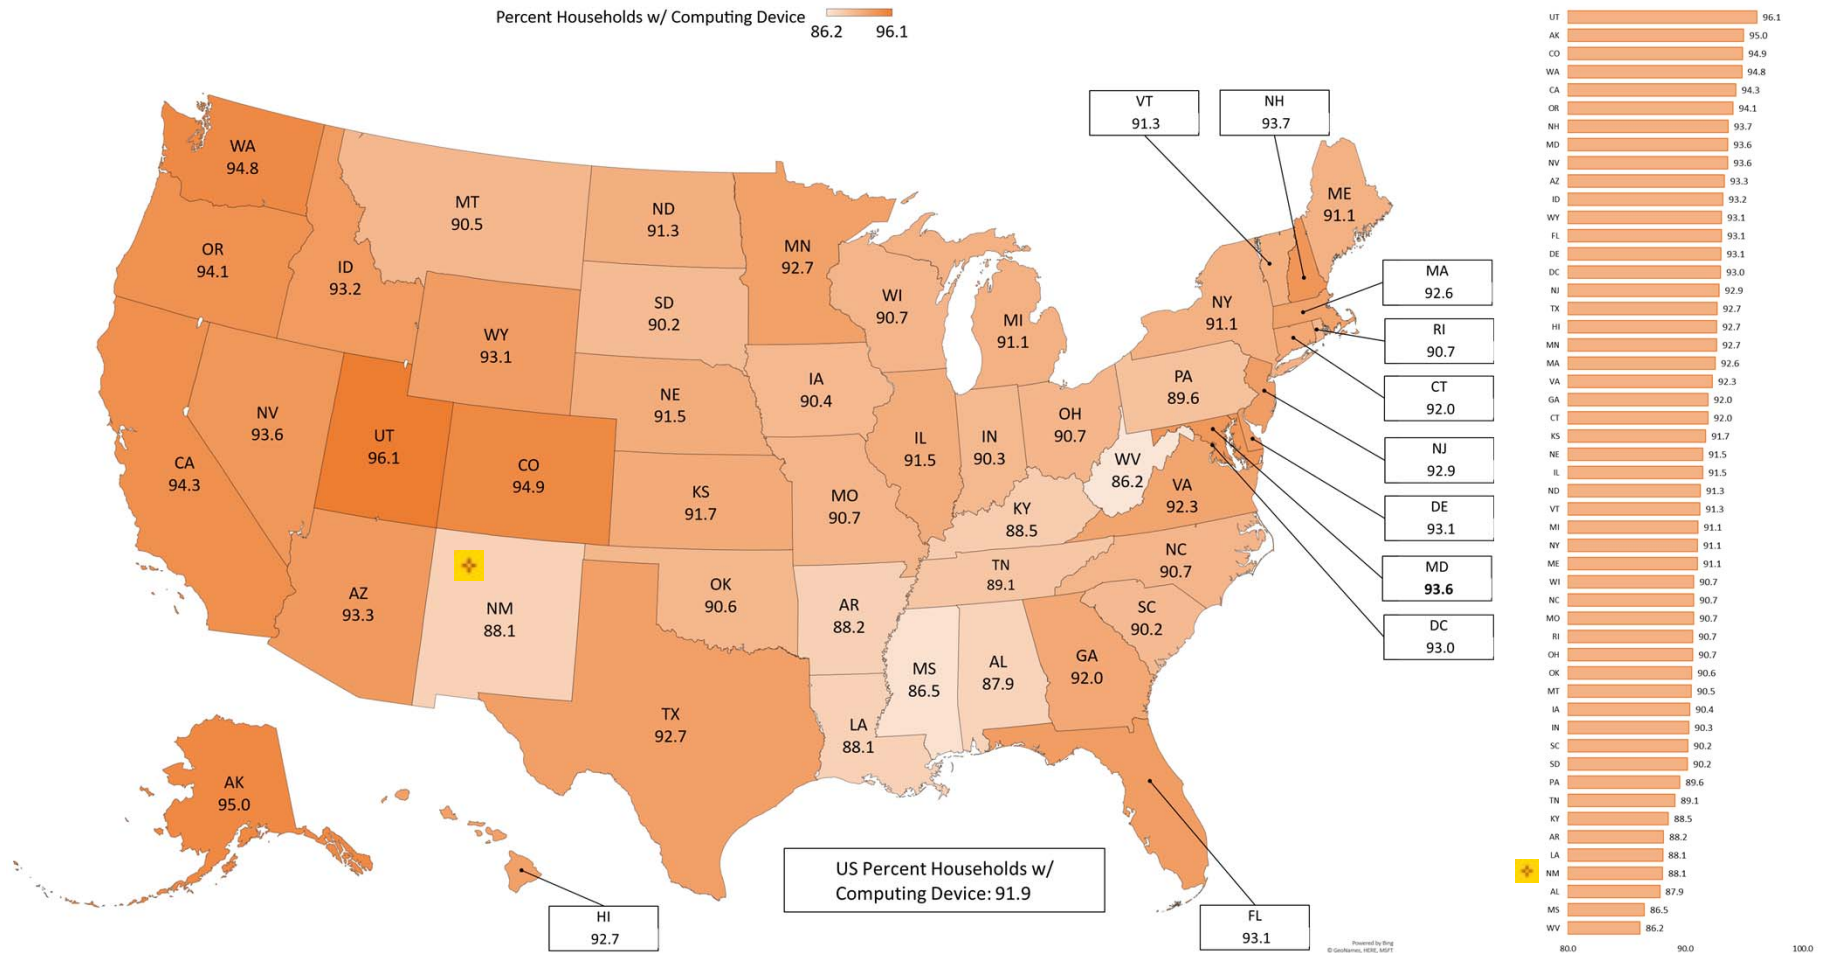 Percent Households w/ Computing Device
86.2 96.1
WA
94.8
OR
94.1
CA
94.3
ID
93.2
NV
93.6
MT
90.5
WY
93.1
UT
96.1
CO
94.9
AZ
93.3
NM
88.1
ND
91.3
SD
90.2
NE
91.5
KS
91.7
OK
90.6
TX
92.7
MN
92.7
IA
90.4
MO
90.7
AR
88.2
LA
88.1
WI
90.7
IL
91.5
MI
91.1
IN
90.3
OH
90.7
KY
88.5
TN
89.1
MS
86.5
AL
87.9
GA
92.0
SC
90.2
NC
90.7
VA
92.3
WV
86.2
PA
89.6
NY
91.1
ME
91.1
VT
91.3
NH
93.7
MA
92.6
RI
90.7
CT
92.0
NJ
92.9
DE
93.1
MD
93.6
DC
93.0
FL
93.1
AK
95.0
HI
92.7
US Percent Households w/
Computing Device: 91.9
Powered by Bing
© GeoNames, HERE, MSFT
UT 96.1
AK 95.0
CO 94.9
WA 94.8
CA 94.3
OR 94.1
NH 93.7
MD 93.6
NV 93.6
AZ 93.3
ID 93.2
WY 93.1
FL 93.1
DE 93.1
DC 93.0
NJ 92.9
TX 92.7
HI 92.7
MN 92.7
MA 92.6
VA 92.3
GA 92.0
CT 92.0
KS 91.7
NE 91.5
IL 91.5
ND 91.3
VT 91.3
MI 91.1
NY 91.1
ME 91.1
WI 90.7
NC 90.7
MO 90.7
RI 90.7
OH 90.7
OK 90.6
MT 90.5
IA 90.4
IN 90.3
SC 90.2
SD 90.2
PA 89.6
TN 89.1
KY 88.5
AR 88.2
LA 88.1
NM 88.1
AL 87.9
MS 86.5
WV 86.2
80.0 90.0 100.0